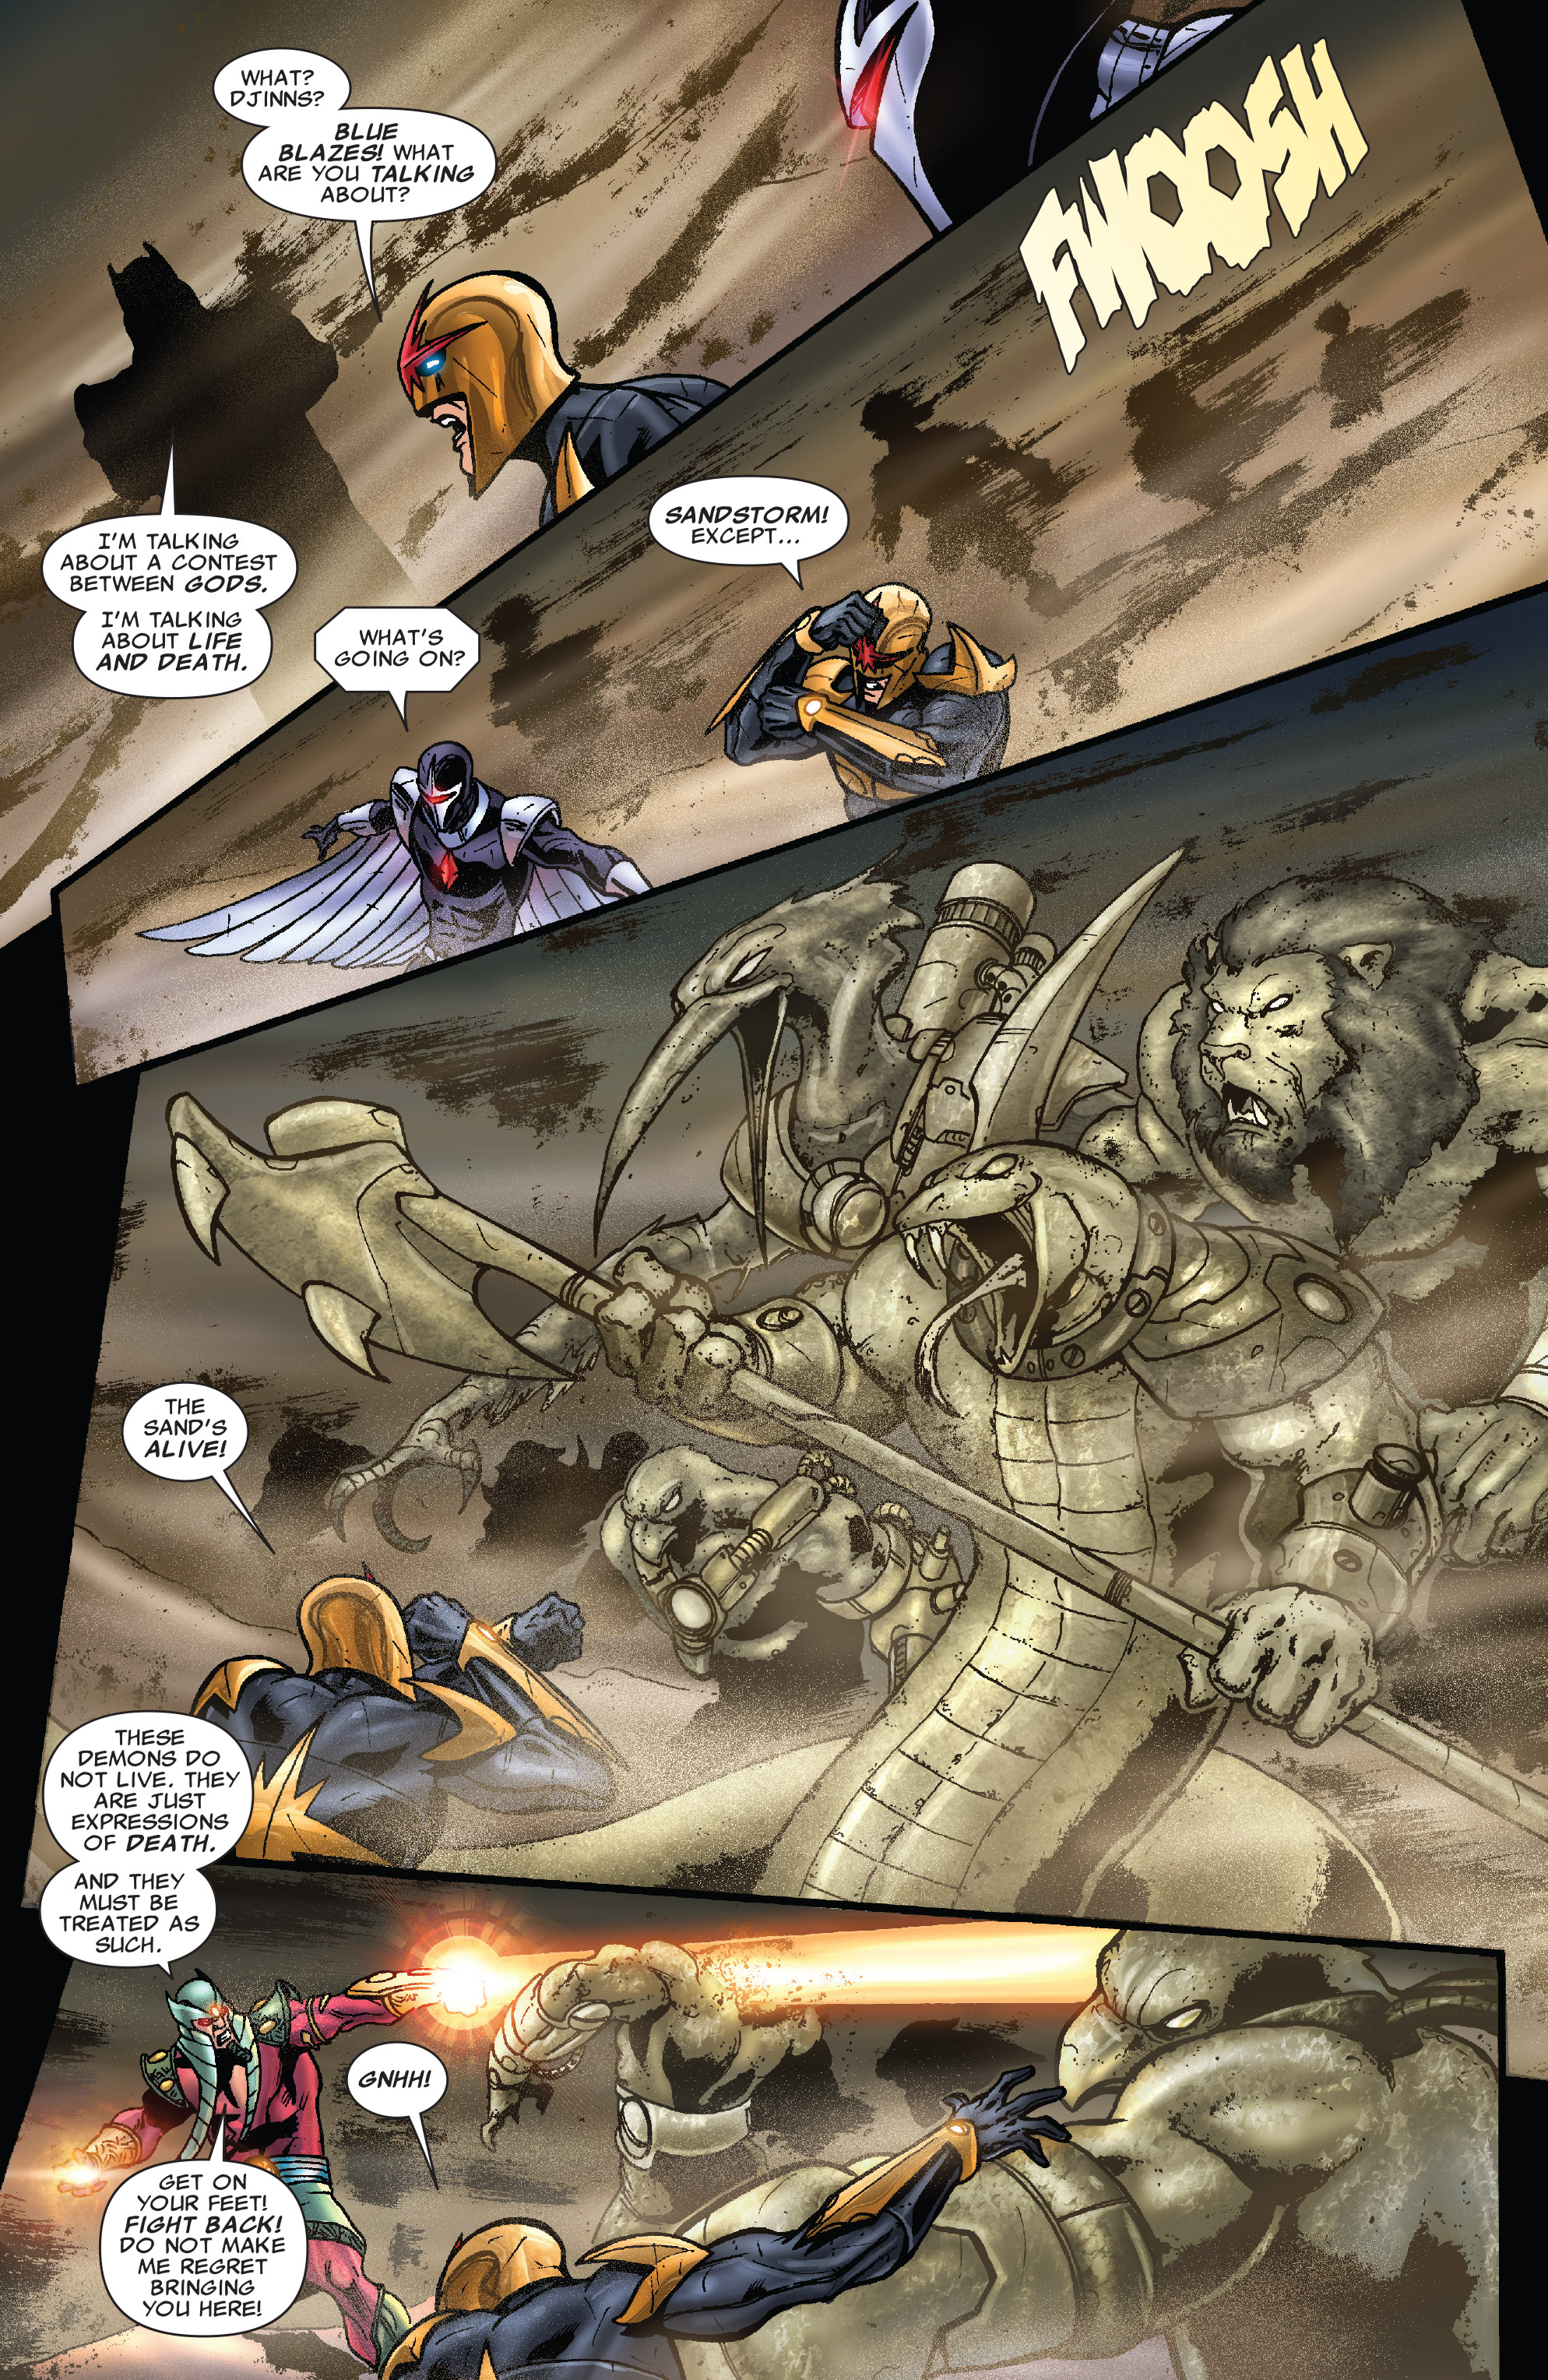 WHAT?
DJINNS?
BLUE
BLAZES! WHAT
ARE YOU TALKING
ABOUT?
I'M TALKING
ABOUT A CONTEST
BETWEEN GODS.
I'M TALKING
ABOUT LIFE
AND DEATH.
FWOOSH
WHAT'S
GOING ON?
SANDSTORM!
EXCEPT...
THE
SAND'S
ALIVE!
THESE
DEMONS DO
NOT LIVE. THEY
ARE JUST
EXPRESSIONS
OF DEATH.
AND THEY
MUST BE
TREATED AS
SUCH.
GNHH!
GET ON
YOUR FEET!
FIGHT BACK!
DO NOT MAKE
ME REGRET
BRINGING
YOU HERE!